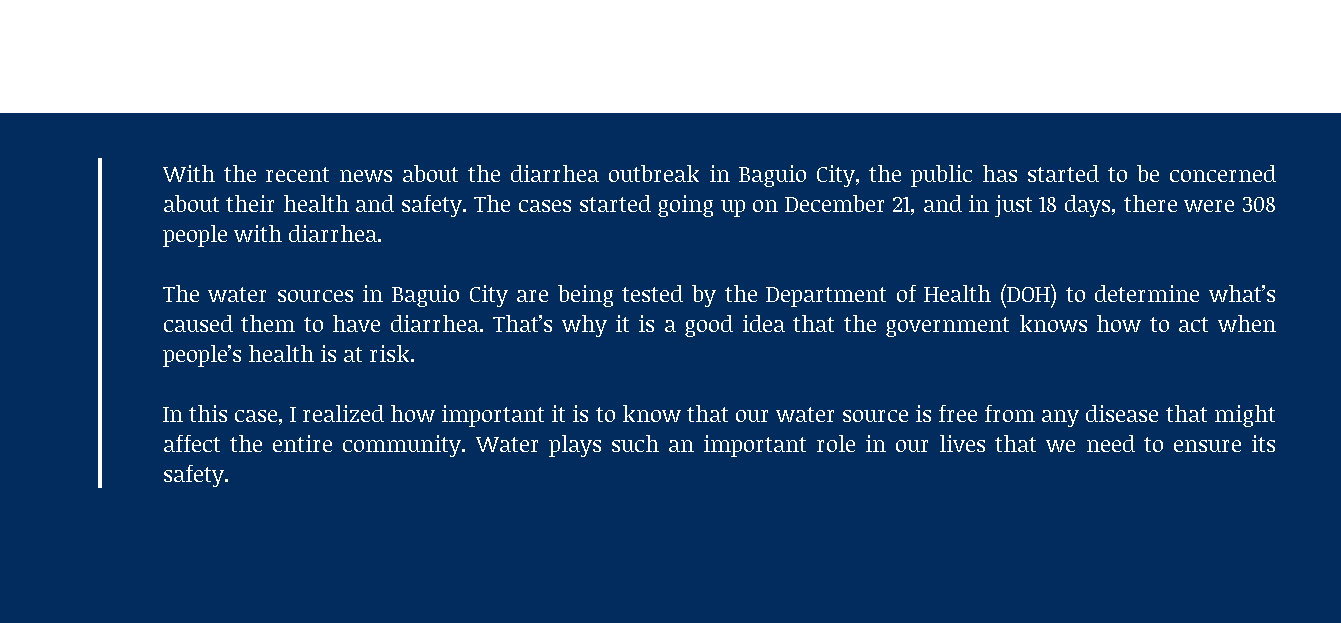 With the recent news about the diarrhea outbreak in Baguio City, the public has started to be concerned
about their health and safety. The cases started going up on December 21, and in just 18 days, there were 308
people with diarrhea.
The water sources in Baguio City are being tested by the Department of Health (DOH) to determine what’s
caused them to have diarrhea. That’s why it is a good idea that the government knows how to act when
people’s health is at risk.
In this case, I realized how important it is to know that our water source is free from any disease that might
affect the entire community. Water plays such an important role in our lives that we need to ensure its
safety.